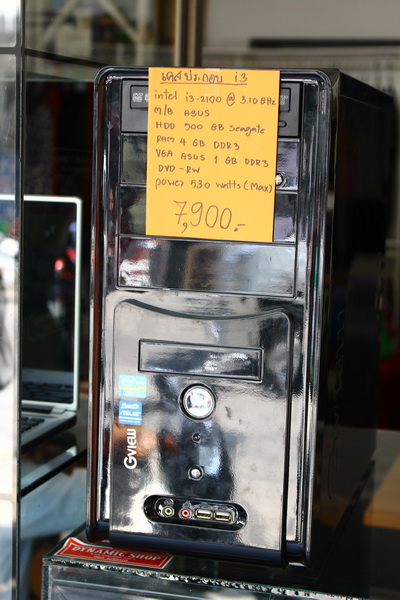 เคสประกอบ i3
intel i3-2100 @ 3.10 GHz
M/B ASUS
HDD 500 GB Seagate
RAM 4 GB DDR3
VGA ASUS 1 GB DDR3
DVD-RW
power 530 watts (Max)
7,900.-
ASUS
GVIEW
DYNAMIC SHOP